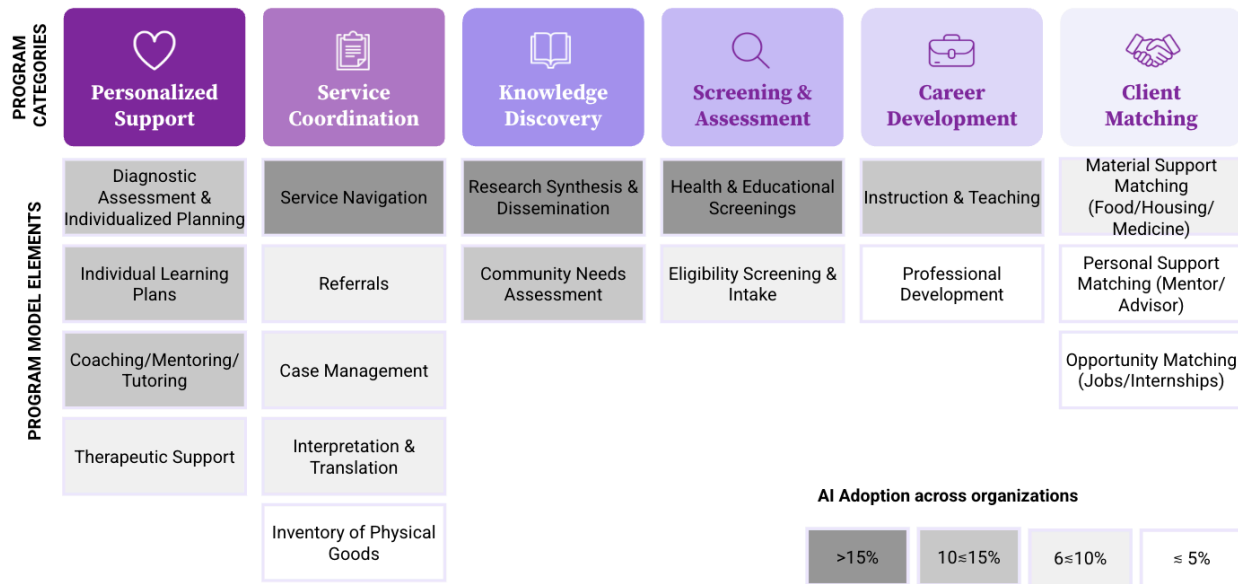 PROGRAM
CATEGORIES
Personalized
Support
Service
Coordination
Knowledge
Discovery
Screening &
Assessment
Career
Development
Client
Matching
PROGRAM MODEL ELEMENTS
Diagnostic
Assessment &
Individualized Planning
Service Navigation
Research Synthesis &
Dissemination
Health & Educational
Screenings
Instruction & Teaching
Material Support
Matching
(Food/Housing/
Medicine)
Individual Learning
Plans
Referrals
Community Needs
Assessment
Eligibility Screening &
Intake
Professional
Development
Personal Support
Matching (Mentor/
Advisor)
Coaching/Mentoring/
Tutoring
Case Management
Opportunity Matching
(Jobs/Internships)
Therapeutic Support
Interpretation &
Translation
Inventory of Physical
Goods
AI Adoption across organizations
>15%
10≤15%
6≤10%
≤ 5%